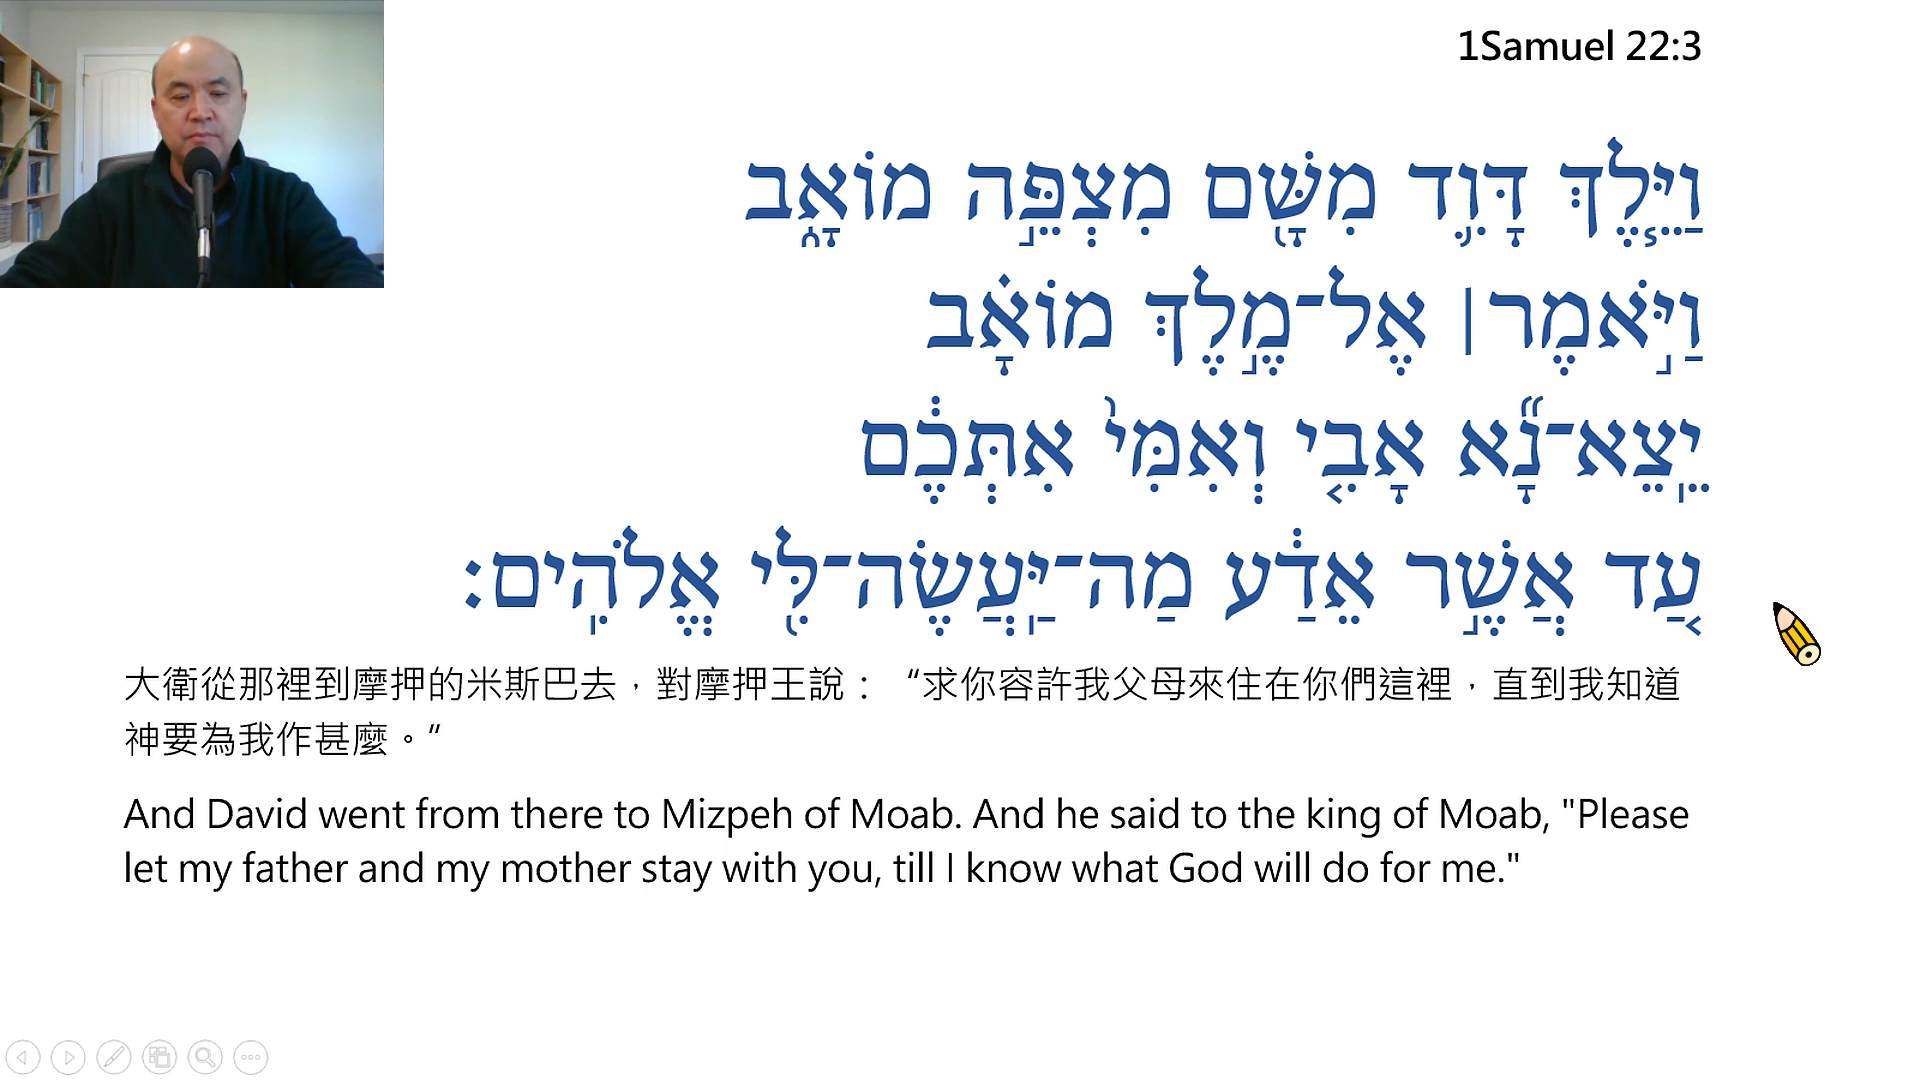 1Samuel 22:3
וַיֵּ֥לֶךְ דָּוִ֛ד מִשָּׁ֖ם מִצְפֵּ֣ה מוֹאָ֑ב
וַיֹּ֣אמֶר׀ אֶל־מֶ֣לֶךְ מוֹאָ֗ב
יֵֽצֵא־נָ֞א אָבִ֤י וְאִמִּי֙ אִתְּכֶ֔ם
עַ֚ד אֲשֶׁ֣ר אֵדַ֔ע מַה־יַּֽעֲשֶׂה־לִּ֖י אֱלֹהִֽים׃
大衛從那裡到摩押的米斯巴去，對摩押王說：“求你容許我父母來住在你們這裡，直到我知道
神要為我作甚麼。”
And David went from there to Mizpeh of Moab. And he said to the king of Moab, "Please
let my father and my mother stay with you, till I know what God will do for me."